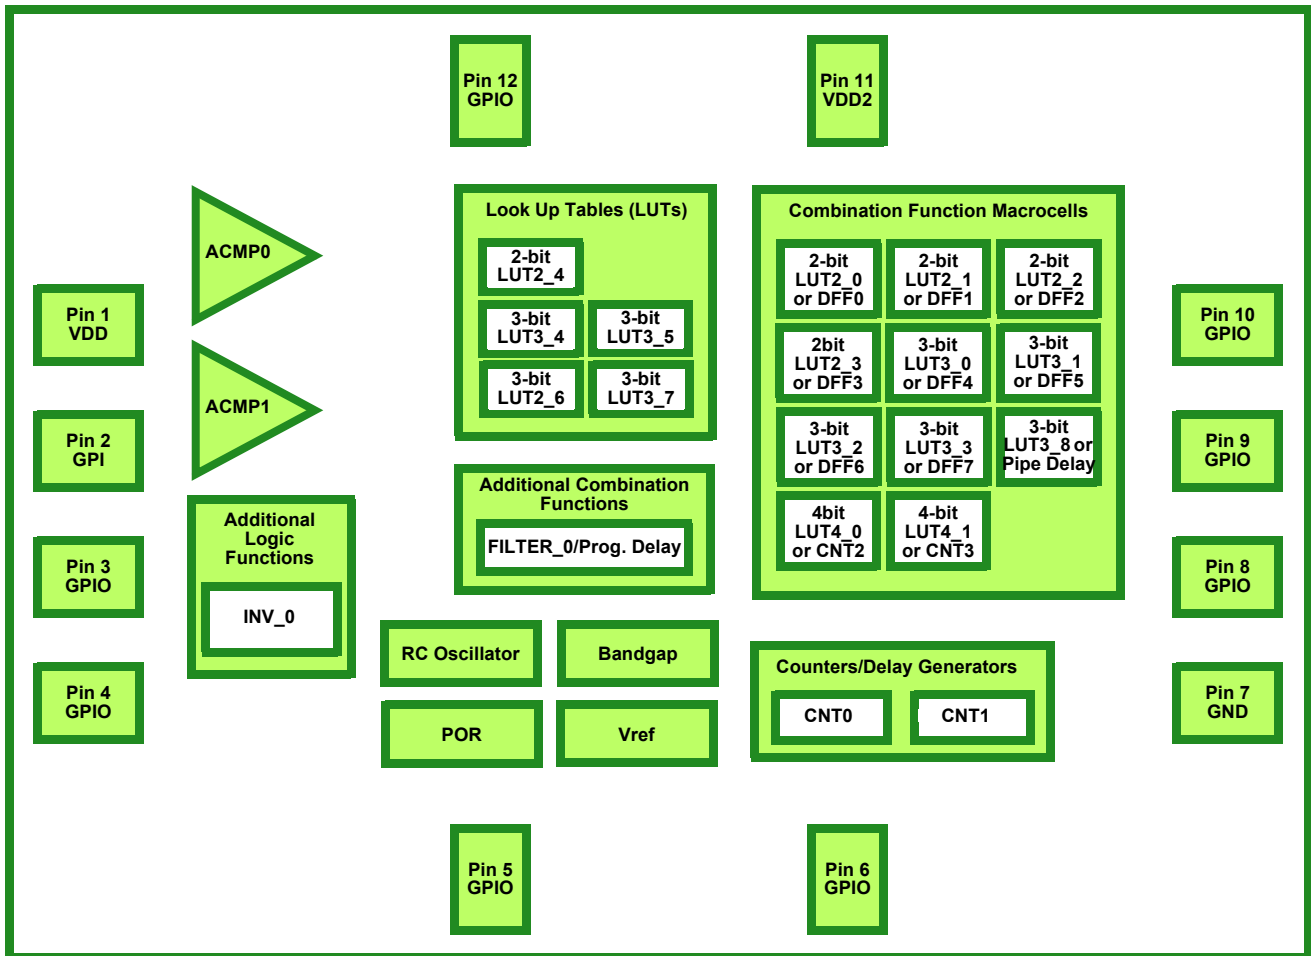 Pin 12
GPIO
Pin 11
VDD2
ACMP0
ACMP1
Pin 1
VDD
Pin 2
GPI
Pin 3
GPIO
Pin 4
GPIO
Additional
Logic
Functions
INV_0
Look Up Tables (LUTs)
2-bit
LUT2_4
3-bit
LUT3_4
3-bit
LUT3_5
3-bit
LUT2_6
3-bit
LUT3_7
Additional Combination
Functions
FILTER_0/Prog. Delay
RC Oscillator
Bandgap
POR
Vref
Combination Function Macrocells
2-bit
LUT2_0
or DFF0
2-bit
LUT2_1
or DFF1
2-bit
LUT2_2
or DFF2
2bit
LUT2_3
or DFF3
3-bit
LUT3_0
or DFF4
3-bit
LUT3_1
or DFF5
3-bit
LUT3_2
or DFF6
3-bit
LUT3_3
or DFF7
3-bit
LUT3_8 or
Pipe Delay
4bit
LUT4_0
or CNT2
4-bit
LUT4_1
or CNT3
Counters/Delay Generators
CNT0
CNT1
Pin 10
GPIO
Pin 9
GPIO
Pin 8
GPIO
Pin 7
GND
Pin 5
GPIO
Pin 6
GPIO